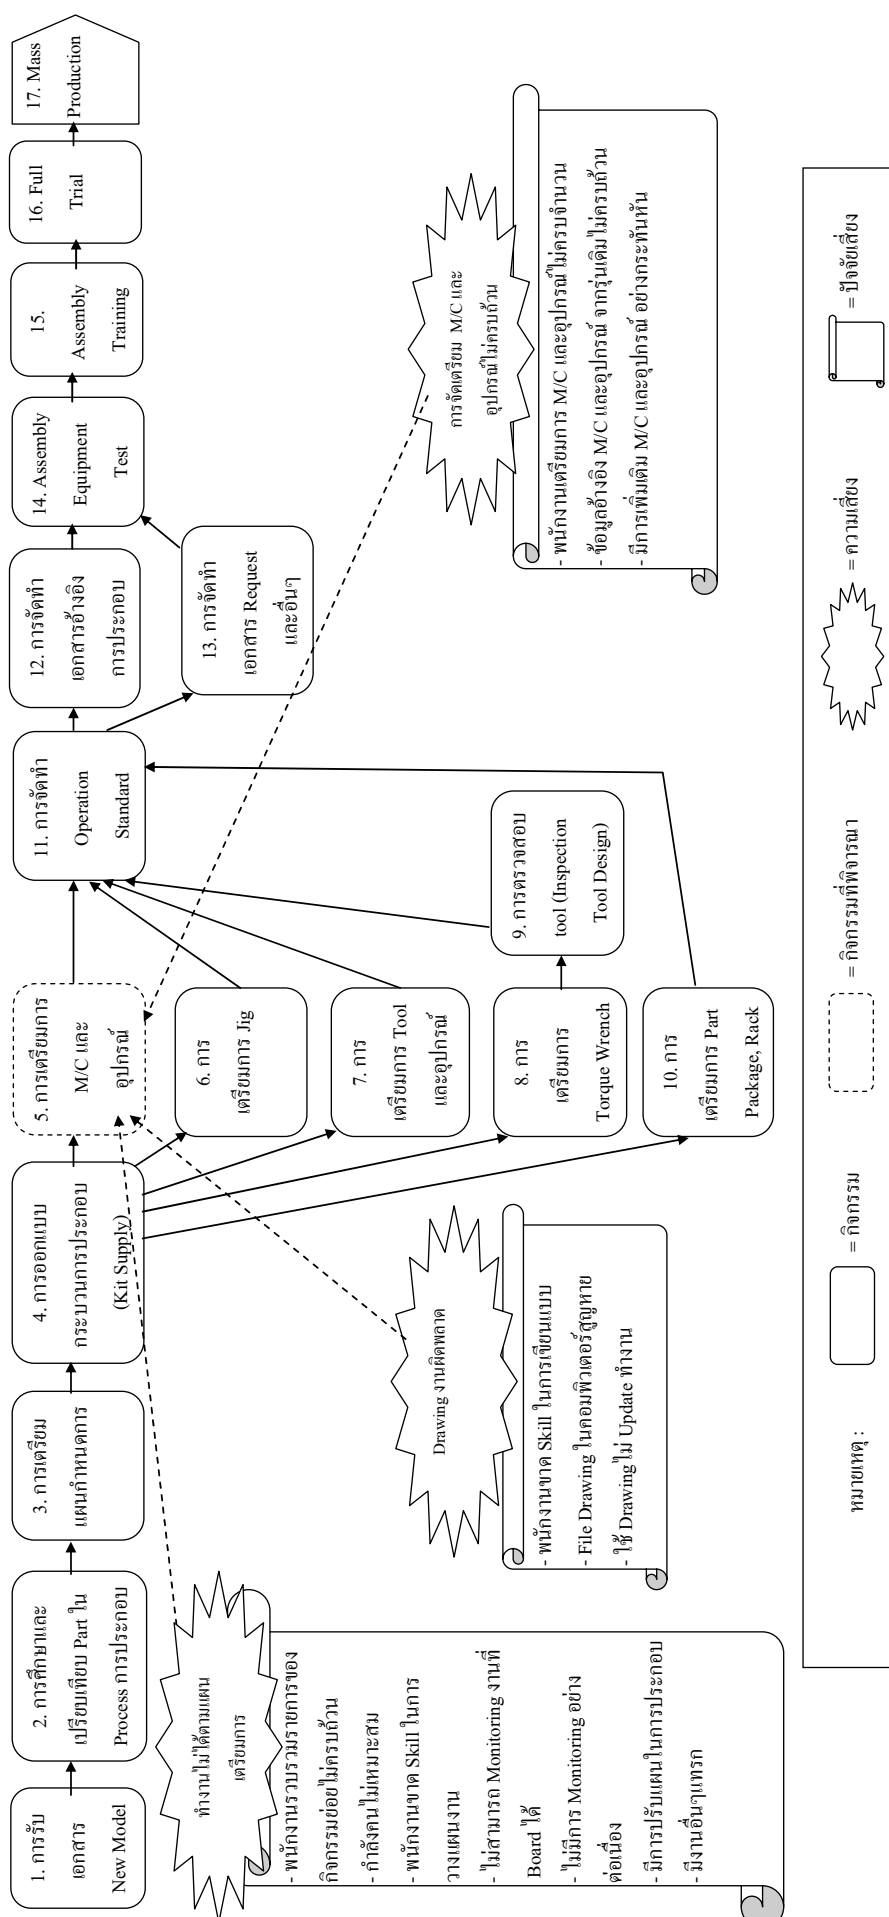 1. การรับ
เอกสาร
New Model
2. การศึกษาและ
เปรียบเทียบ Part ใน
Process การประกอบ
3. การเตรียม
แผนกำหนดการ
4. การออกแบบ
กระบวนการประกอบ
(Kit Supply)
5. การเตรียมการ
M/C และ
อุปกรณ์
6. การ
เตรียมการ Jig
7. การ
เตรียมการ Tool
และอุปกรณ์
8. การ
เตรียมการ
Torque Wrench
9. การตรวจสอบ
tool (Inspection
Tool Design)
10. การ
เตรียมการ Part
Package, Rack
11. การจัดทำ
Operation
Standard
12. การจัดทำ
เอกสารอ้างอิง
การประกอบ
13. การจัดทำ
เอกสาร Request
และอื่นๆ
14. Assembly
Equipment
Test
15.
Assembly
Training
16. Full
Trial
17. Mass
Production
ทำงานไม่ได้ตามแผน
เตรียมการ
- พนักงานรวบรวมรายการของ
กิจกรรมย่อยไม่ครบถ้วน
- กำลังคนไม่เหมาะสม
- พนักงานขาด Skill ในการ
วางแผนงาน
- ไม่สามารถ Monitoring งานที่
Board ได้
- ไม่มีการ Monitoring อย่าง
ต่อเนื่อง
- มีการปรับแผนในการประกอบ
- มีงานอื่นๆแทรก
Drawing งานผิดพลาด
- พนักงานขาด Skill ในการเขียนแบบ
- File Drawing ในคอมพิวเตอร์สูญหาย
- ใช้ Drawing ไม่ Update ทำงาน
การจัดเตรียม M/C และ
อุปกรณ์ไม่ครบถ้วน
- พนักงานเตรียมการ M/C และอุปกรณ์ไม่ครบจำนวน
- ข้อมูลอ้างอิง M/C และอุปกรณ์ จากรุ่นเดิมไม่ครบถ้วน
- มีการเพิ่มเติม M/C และอุปกรณ์ อย่างกระทันหัน
หมายเหตุ :
= กิจกรรม
= กิจกรรมที่พิจารณา
= ความเสี่ยง
= ปัจจัยเสี่ยง